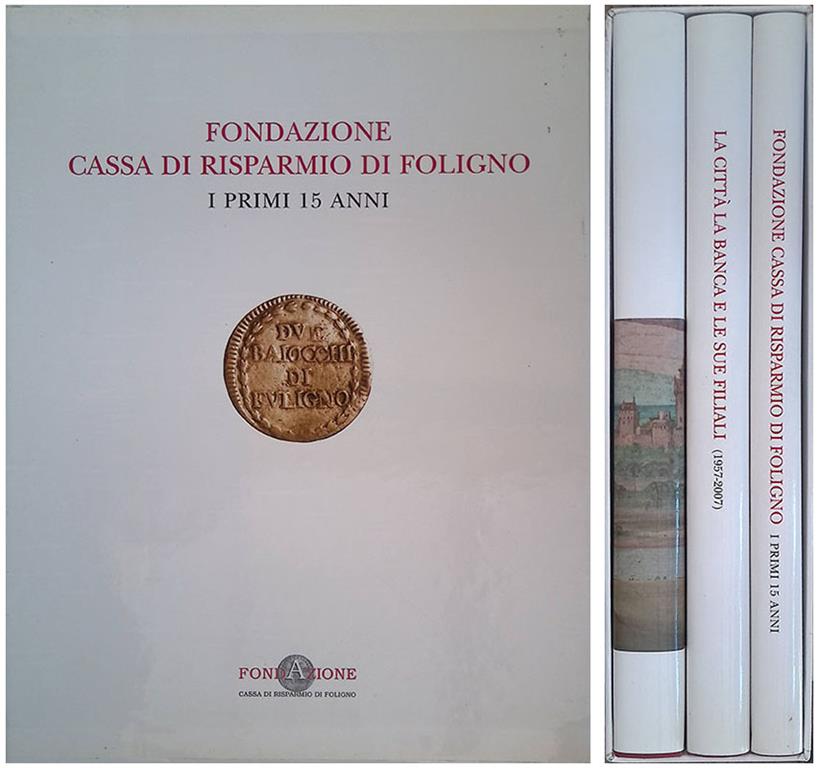 FONDAZIONE
CASSA DI RISPARMIO DI FOLIGNO
I PRIMI 15 ANNI
DVE
BAIOCCHI
DI
FVLIGNO
FONDAZIONE
CASSA DI RISPARMIO DI FOLIGNO
LA CITTÀ LA BANCA E LE SUE FILIALI (1957-2007)
FONDAZIONE CASSA DI RISPARMIO DI FOLIGNO I PRIMI 15 ANNI